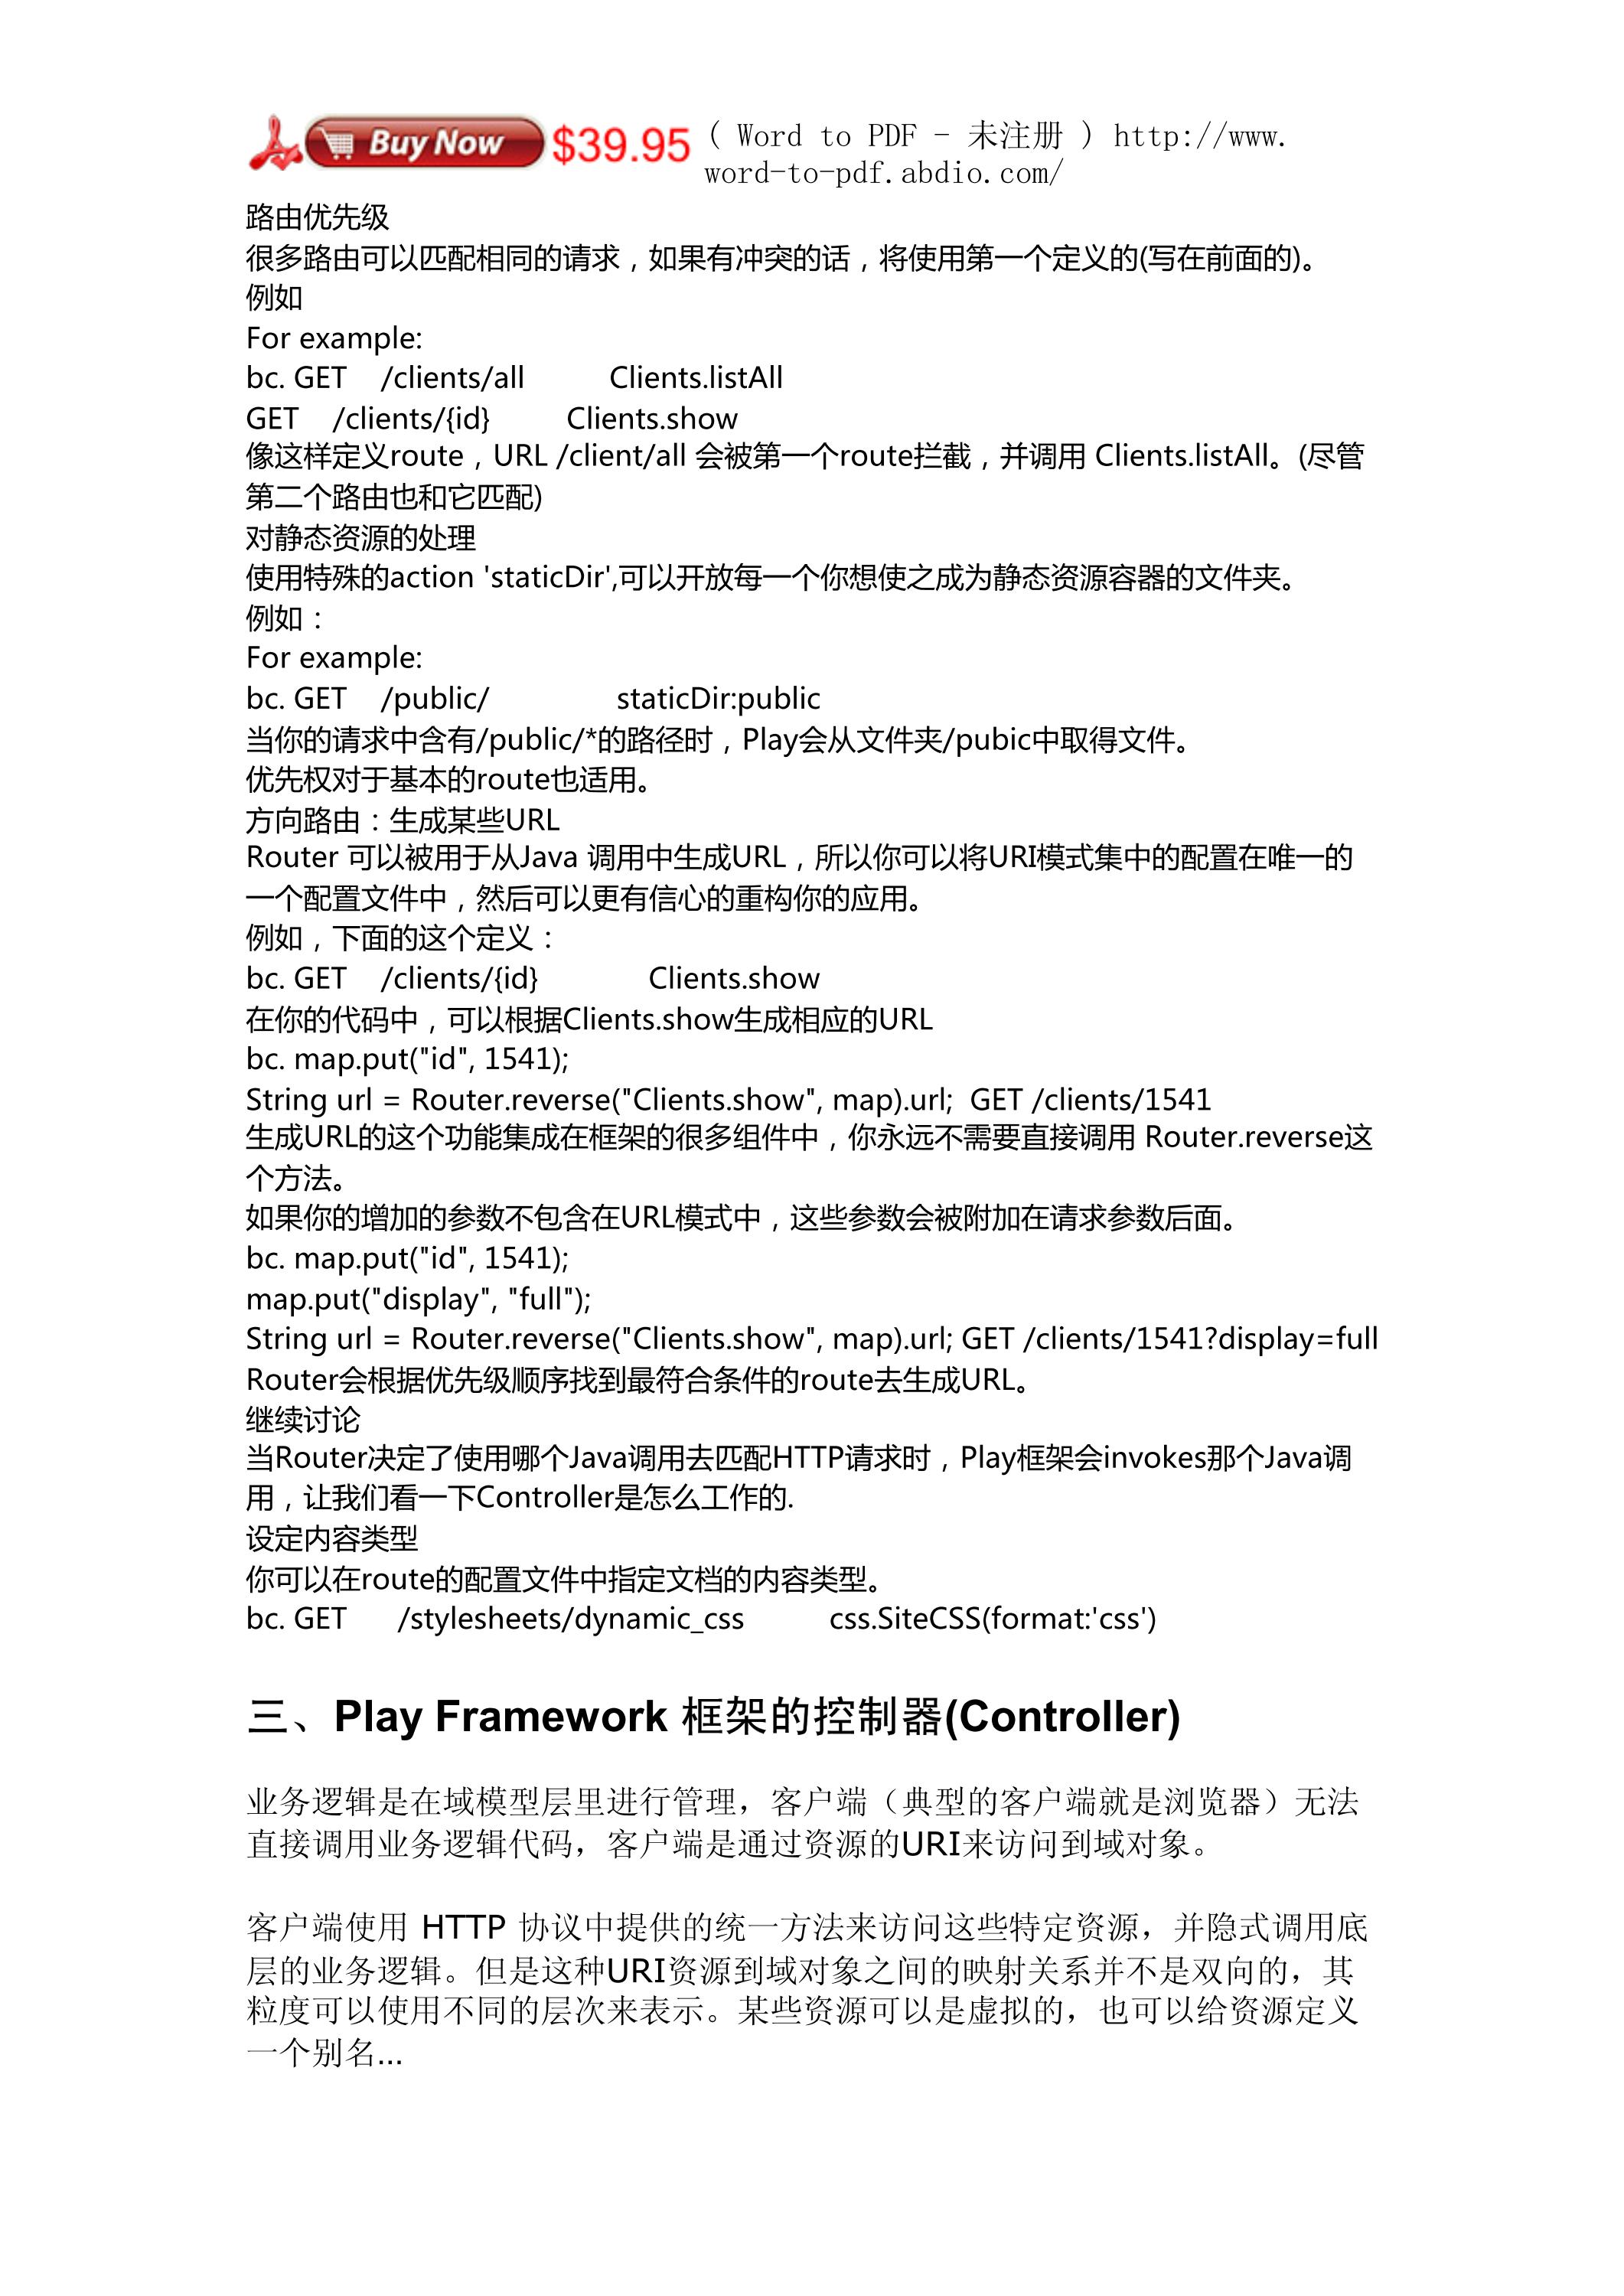 Buy Now $39.95 ( Word to PDF - 未注册 ) http://www.
word-to-pdf.abdio.com/
路由优先级
很多路由可以匹配相同的请求，如果有冲突的话，将使用第一个定义的(写在前面的)。
例如
For example:
bc. GET    /clients/all          Clients.listAll
GET    /clients/{id}         Clients.show
像这样定义route，URL /client/all 会被第一个route拦截，并调用 Clients.listAll。(尽管
第二个路由也和它匹配)
对静态资源的处理
使用特殊的action 'staticDir',可以开放每一个你想使之成为静态资源容器的文件夹。
例如：
For example:
bc. GET    /public/               staticDir:public
当你的请求中含有/public/*的路径时，Play会从文件夹/pubic中取得文件。
优先权对于基本的route也适用。
方向路由：生成某些URL
Router 可以被用于从Java 调用中生成URL，所以你可以将URI模式集中的配置在唯一的
一个配置文件中，然后可以更有信心的重构你的应用。
例如，下面的这个定义：
bc. GET    /clients/{id}             Clients.show
在你的代码中，可以根据Clients.show生成相应的URL
bc. map.put("id", 1541);
String url = Router.reverse("Clients.show", map).url;  GET /clients/1541
生成URL的这个功能集成在框架的很多组件中，你永远不需要直接调用 Router.reverse这
个方法。
如果你的增加的参数不包含在URL模式中，这些参数会被附加在请求参数后面。
bc. map.put("id", 1541);
map.put("display", "full");
String url = Router.reverse("Clients.show", map).url; GET /clients/1541?display=full
Router会根据优先级顺序找到最符合条件的route去生成URL。
继续讨论
当Router决定了使用哪个Java调用去匹配HTTP请求时，Play框架会invokes那个Java调
用，让我们看一下Controller是怎么工作的.
设定内容类型
你可以在route的配置文件中指定文档的内容类型。
bc. GET      /stylesheets/dynamic_css          css.SiteCSS(format:'css')
三、Play Framework 框架的控制器(Controller)
业务逻辑是在域模型层里进行管理，客户端（典型的客户端就是浏览器）无法
直接调用业务逻辑代码，客户端是通过资源的URI来访问到域对象。
客户端使用 HTTP 协议中提供的统一方法来访问这些特定资源，并隐式调用底
层的业务逻辑。但是这种URI资源到域对象之间的映射关系并不是双向的，其
粒度可以使用不同的层次来表示。某些资源可以是虚拟的，也可以给资源定义
一个别名...